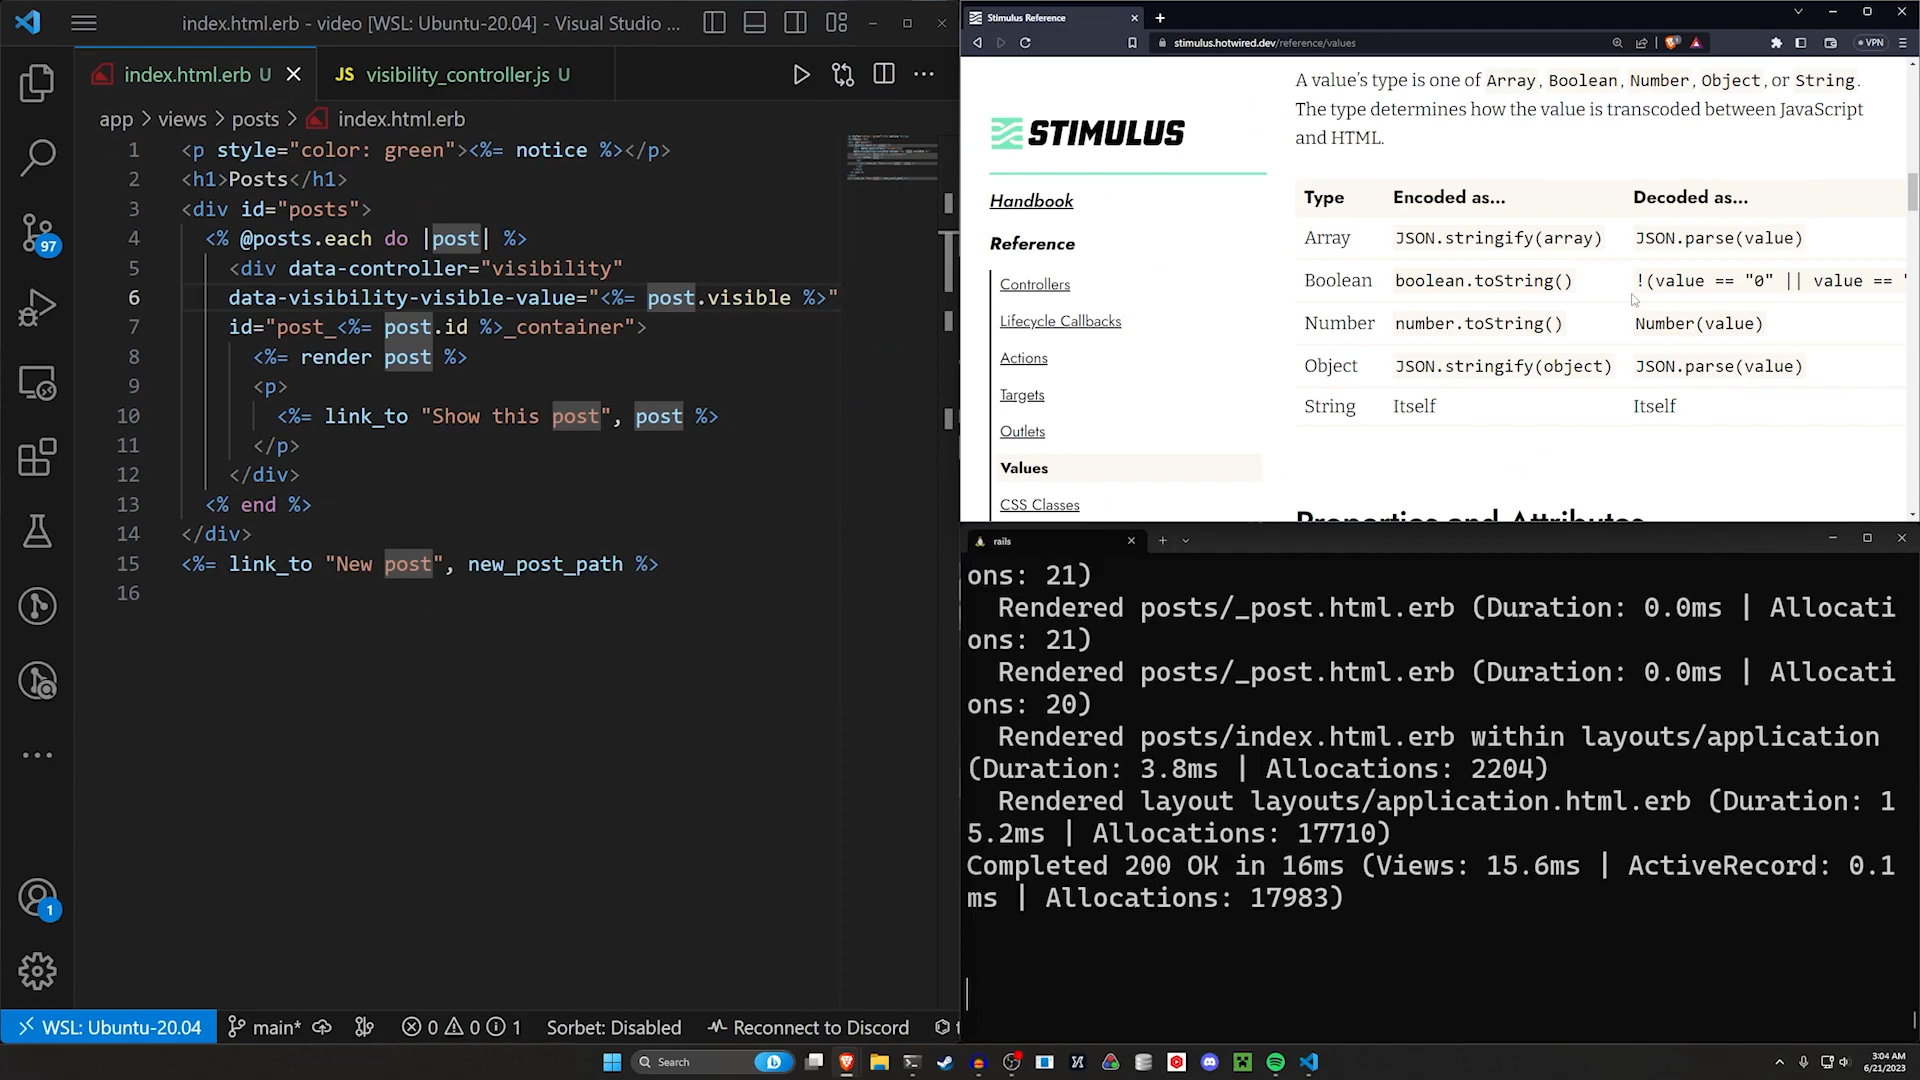 index.html.erb - video [WSL: Ubuntu-20.04] - Visual Studio ...
index.html.erb U
JS visibility_controller.js U
app > views > posts > index.html.erb
1 <p style="color: green"><%= notice %></p>
2 <h1>Posts</h1>
3 <div id="posts">
4 <% @posts.each do |post| %>
5 <div data-controller="visibility"
6 data-visibility-visible-value="<%= post.visible %>"
7 id="post_<%= post.id %>_container">
8 <%= render post %>
9 <p>
10 <%= link_to "Show this post", post %>
11 </p>
12 </div>
13 <% end %>
14 </div>
15 <%= link_to "New post", new_post_path %>
16
97
1
WSL: Ubuntu-20.04 main* 0 0 1 Sorbet: Disabled Reconnect to Discord
Stimulus Reference
stimulus.hotwired.dev/reference/values
VPN
STIMULUS
Handbook
Reference
Controllers
Lifecycle Callbacks
Actions
Targets
Outlets
Values
CSS Classes
A value's type is one of Array, Boolean, Number, Object, or String.
The type determines how the value is transcoded between JavaScript
and HTML.
Type Encoded as... Decoded as...
Array JSON.stringify(array) JSON.parse(value)
Boolean boolean.toString() !(value == "0" || value == "
Number number.toString() Number(value)
Object JSON.stringify(object) JSON.parse(value)
String Itself Itself
Properties and Attributes
rails
ons: 21)
Rendered posts/_post.html.erb (Duration: 0.0ms | Allocati
ons: 21)
Rendered posts/_post.html.erb (Duration: 0.0ms | Allocati
ons: 20)
Rendered posts/index.html.erb within layouts/application
(Duration: 3.8ms | Allocations: 2204)
Rendered layout layouts/application.html.erb (Duration: 1
5.2ms | Allocations: 17710)
Completed 200 OK in 16ms (Views: 15.6ms | ActiveRecord: 0.1
ms | Allocations: 17983)
Search
3:04 AM
6/21/2023